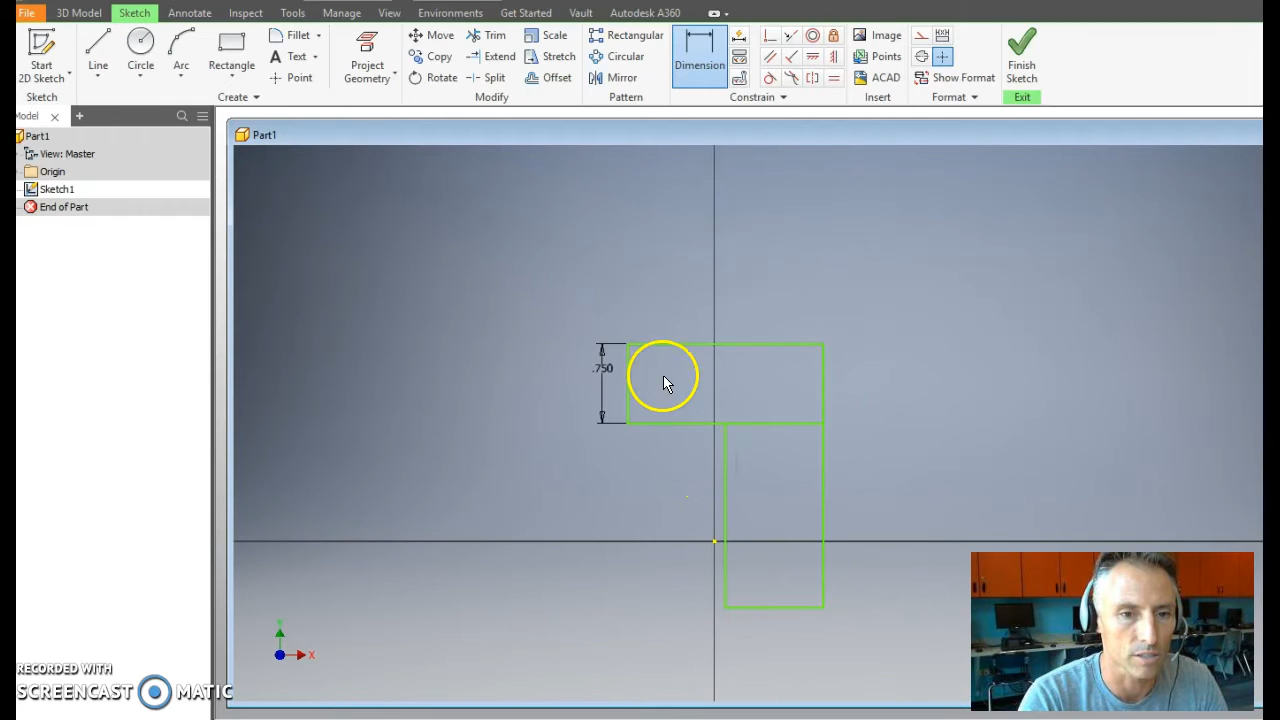 File 3D Model Sketch Annotate Inspect Tools Manage View Environments Get Started Vault Autodesk A360
Start
2D Sketch
Line
Circle
Arc
Rectangle
Fillet
Text
Point
Project
Geometry
Move
Copy
Rotate
Trim
Extend
Split
Scale
Stretch
Offset
Rectangular
Circular
Mirror
Dimension
Image
Points
ACAD
Show Format
Finish
Sketch
Sketch Create Modify Pattern Constrain Insert Format Exit
Model
Part1
View: Master
Origin
Sketch1
End of Part
Part1
.750
X
RECORDED WITH
SCREENCAST MATIC